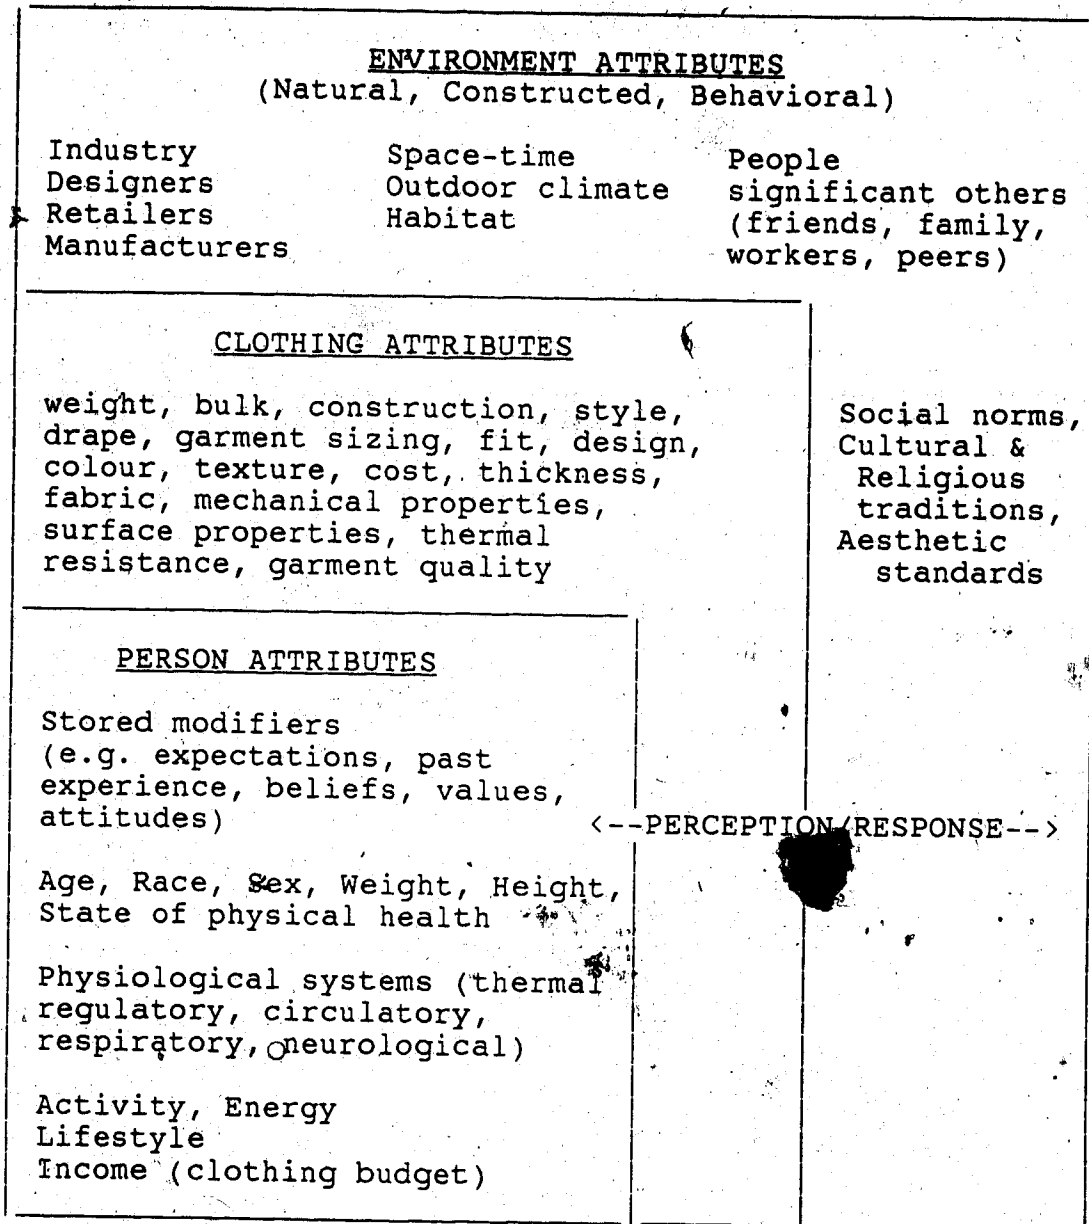 ENVIRONMENT ATTRIBUTES
(Natural, Constructed, Behavioral)
Industry
Designers
Retailers
Manufacturers
Space-time
Outdoor climate
Habitat
People
significant others
(friends, family,
workers, peers)
CLOTHING ATTRIBUTES
weight, bulk, construction, style,
drape, garment sizing, fit, design,
colour, texture, cost, thickness,
fabric, mechanical properties,
surface properties, thermal
resistance, garment quality
Social norms,
Cultural &
Religious
traditions,
Aesthetic
standards
PERSON ATTRIBUTES
Stored modifiers
(e.g. expectations, past
experience, beliefs, values,
attitudes)
<--PERCEPTION/RESPONSE-->
Age, Race, Sex, Weight, Height,
State of physical health
Physiological systems (thermal
regulatory, circulatory,
respiratory, neurological)
Activity, Energy
Lifestyle
Income (clothing budget)